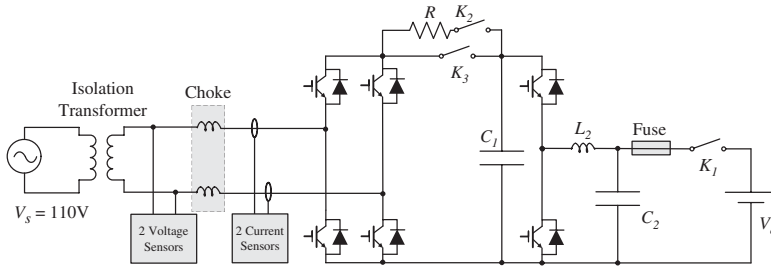 R
K2
K3
Isolation
Transformer
Choke
C1
L2
Fuse
K1
C2
Vs = 110V
2 Voltage
Sensors
2 Current
Sensors
V